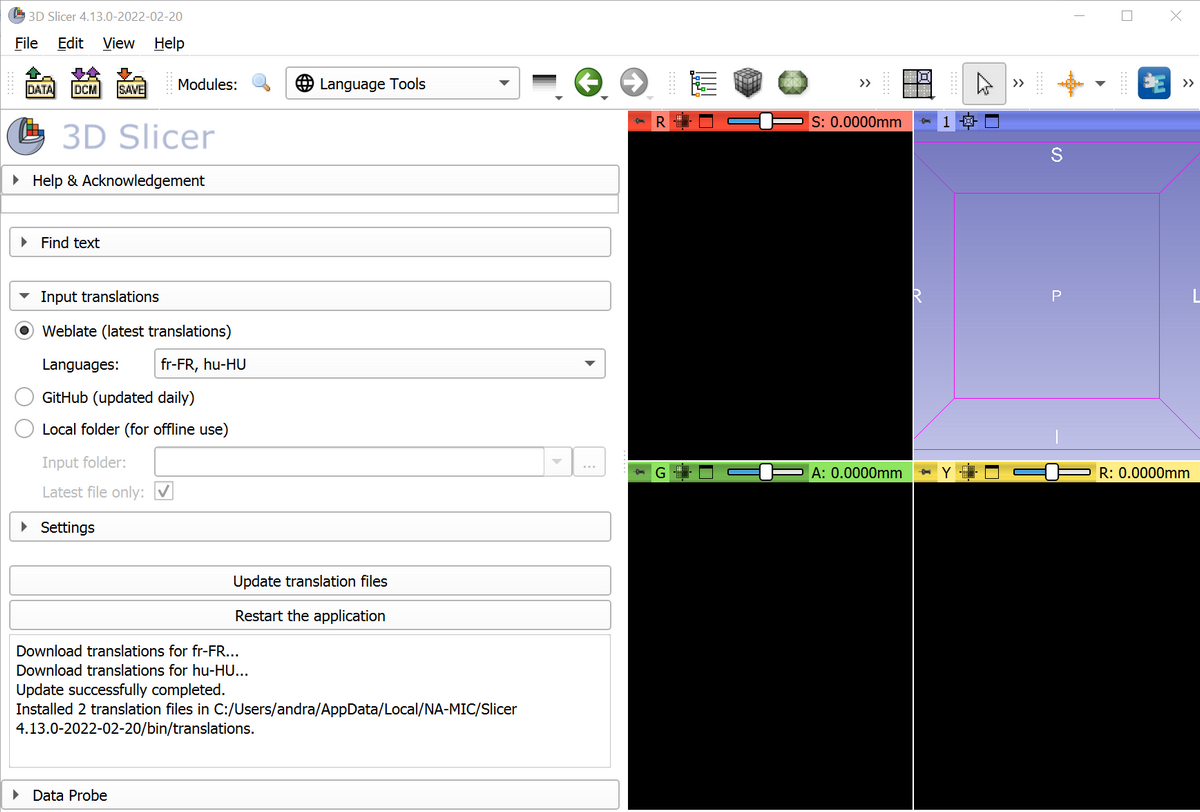 3D Slicer 4.13.0-2022-02-20
File Edit View Help
DATA DCM SAVE Modules: Language Tools
3D Slicer
Help & Acknowledgement
Find text
Input translations
Weblate (latest translations)
Languages: fr-FR, hu-HU
GitHub (updated daily)
Local folder (for offline use)
Input folder: ...
Latest file only:
Settings
Update translation files
Restart the application
Download translations for fr-FR...
Download translations for hu-HU...
Update successfully completed.
Installed 2 translation files in C:/Users/andra/AppData/Local/NA-MIC/Slicer
4.13.0-2022-02-20/bin/translations.
Data Probe
R S: 0.0000mm
1
S
R P L
I
G A: 0.0000mm
Y R: 0.0000mm